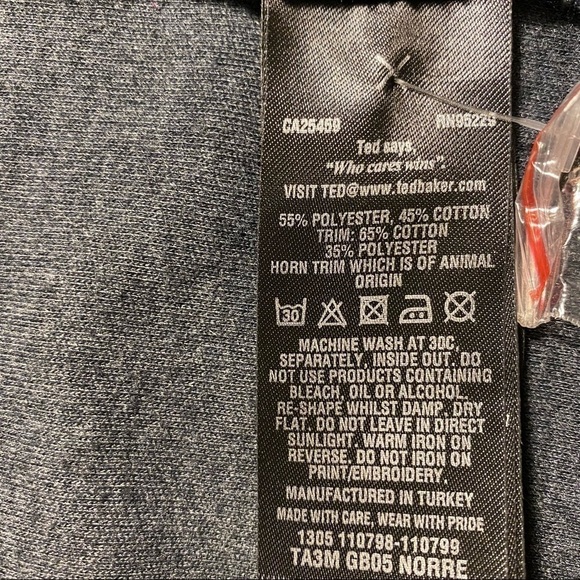 CA25459 RN95225
Ted says,
"Who cares wins".
VISIT TED@www.tedbaker.com
55% POLYESTER, 45% COTTON
TRIM: 65% COTTON
35% POLYESTER
HORN TRIM WHICH IS OF ANIMAL
ORIGIN
30
MACHINE WASH AT 30C,
SEPARATELY, INSIDE OUT. DO
NOT USE PRODUCTS CONTAINING
BLEACH, OIL OR ALCOHOL.
RE-SHAPE WHILST DAMP. DRY
FLAT. DO NOT LEAVE IN DIRECT
SUNLIGHT. WARM IRON ON
REVERSE. DO NOT IRON ON
PRINT/EMBROIDERY.
MANUFACTURED IN TURKEY
MADE WITH CARE, WEAR WITH PRIDE
1305 110798-110799
TA3M GB05 NORRE